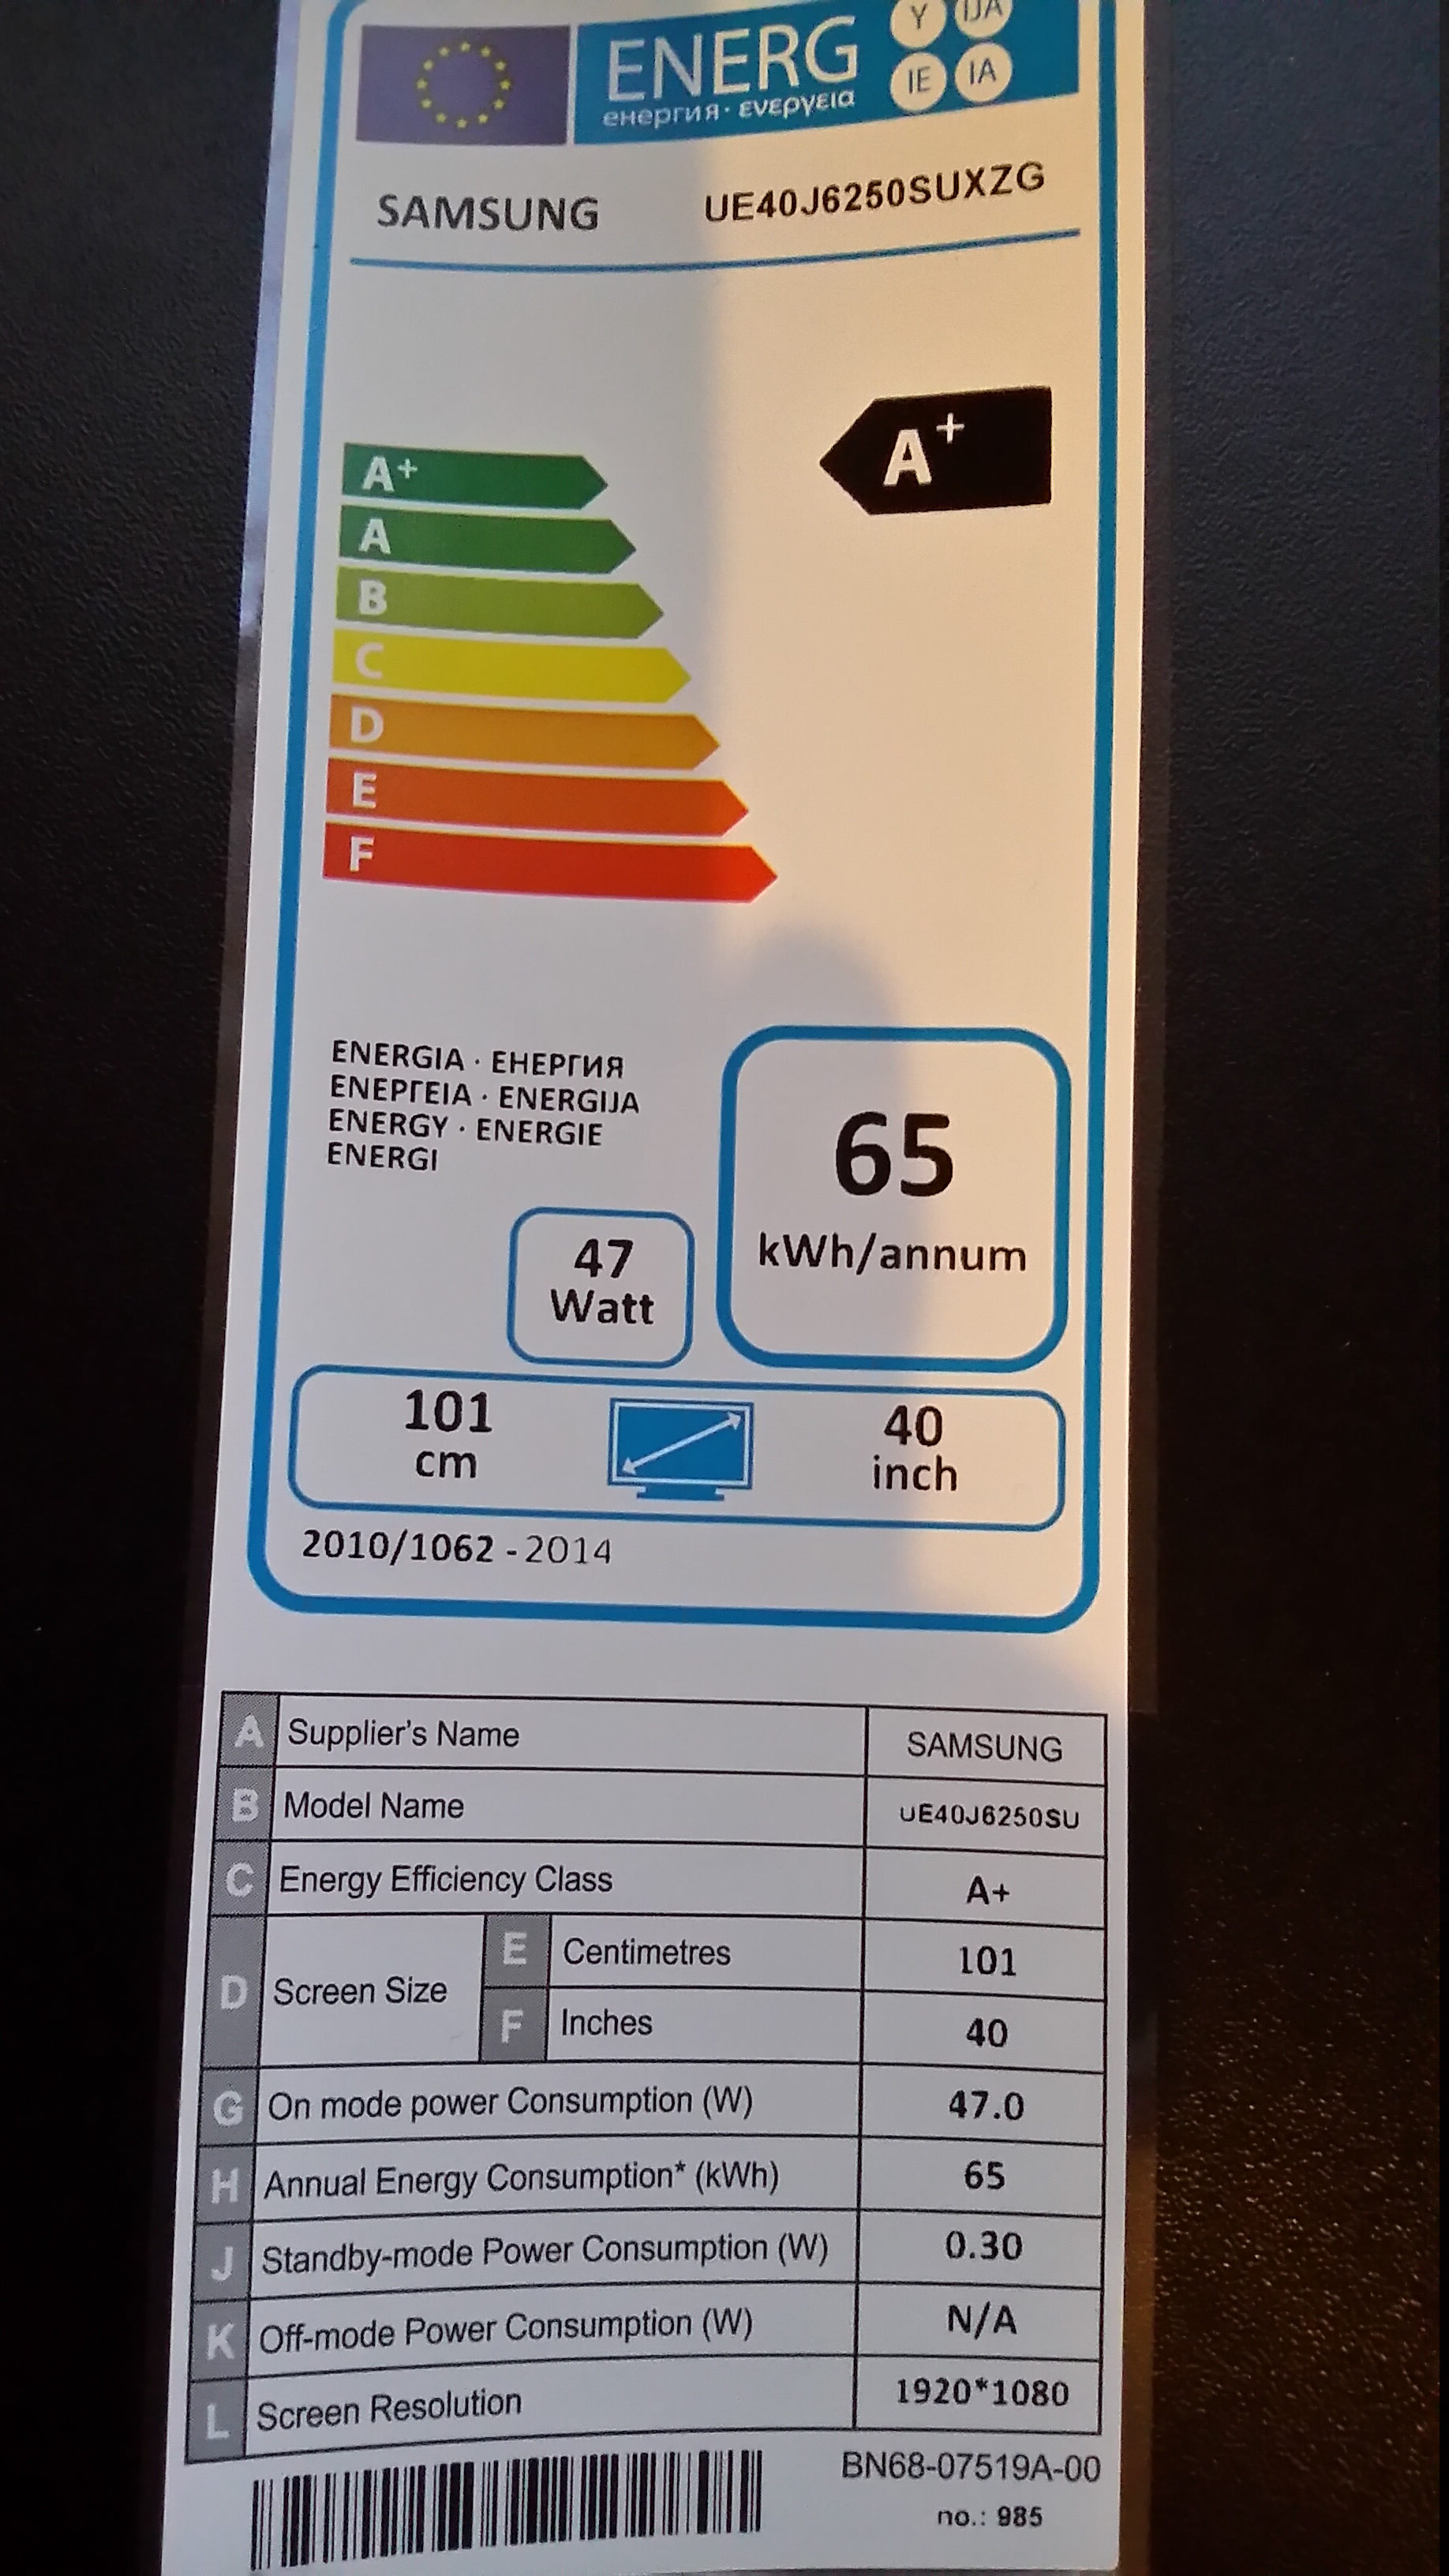 ENERG
Y IJA
IE IA
енергия · ενεργεια
SAMSUNG UE40J6250SUXZG
A+
A+
A
B
C
D
E
F
ENERGIA · ЕНЕРГИЯ
ΕΝΕΡΓΕΙΑ · ENERGIJA
ENERGY · ENERGIE
ENERGI
65
kWh/annum
47
Watt
101
cm
40
inch
2010/1062 - 2014
A Supplier's Name SAMSUNG
B Model Name UE40J6250SU
C Energy Efficiency Class A+
D Screen Size E Centimetres 101
F Inches 40
G On mode power Consumption (W) 47.0
H Annual Energy Consumption* (kWh) 65
J Standby-mode Power Consumption (W) 0.30
K Off-mode Power Consumption (W) N/A
L Screen Resolution 1920*1080
BN68-07519A-00
no.: 985